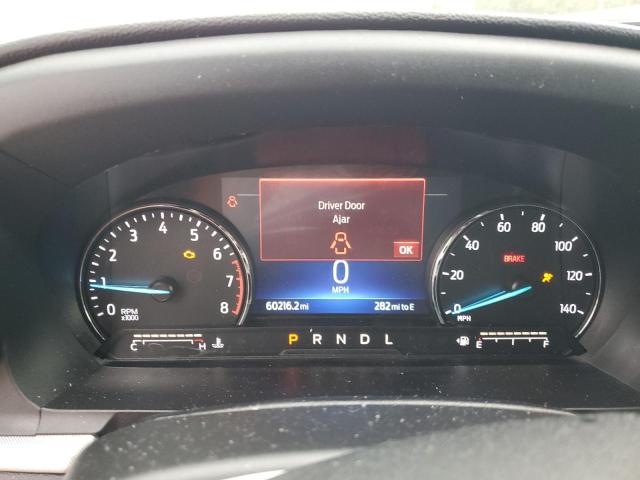 Driver Door
Ajar
OK
0
MPH
60216.2 mi
282 mi to E
0
1
2
3
4
5
6
7
8
RPM
x1000
0
20
40
60
80
100
120
140
MPH
BRAKE
C
H
P R N D L
E
F